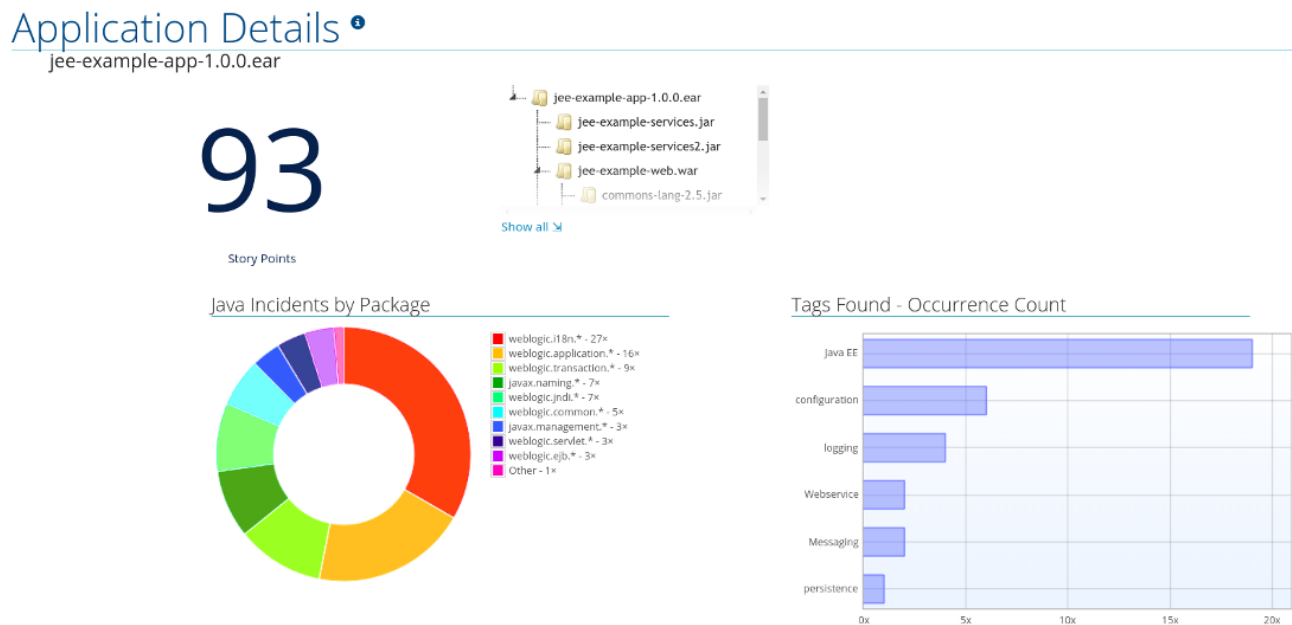 Application Details
jee-example-app-1.0.0.ear
93
Story Points
jee-example-app-1.0.0.ear
jee-example-services.jar
jee-example-services2.jar
jee-example-web.war
commons-lang-2.5.jar
Show all
Java Incidents by Package
weblogic.i18n.* - 27×
weblogic.application.* - 16×
weblogic.transaction.* - 9×
javax.naming.* - 7×
weblogic.jndi.* - 7×
weblogic.common.* - 5×
javax.management.* - 3×
weblogic.servlet.* - 3×
weblogic.ejb.* - 3×
Other - 1×
Tags Found - Occurrence Count
Java EE
configuration
logging
Webservice
Messaging
persistence
0x 5x 10x 15x 20x